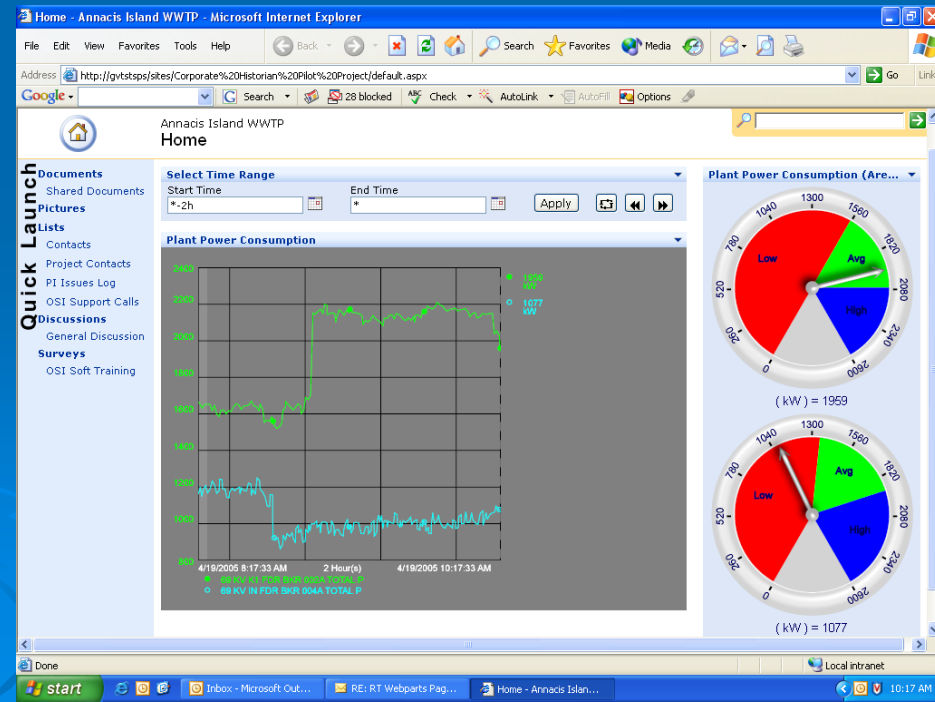 Home - Annacis Island WWTP - Microsoft Internet Explorer
File Edit View Favorites Tools Help
Back Search Favorites Media
Address http://gvtstsps/sites/Corporate%20Historian%20Pilot%20Project/default.aspx Go Link
Google Search 28 blocked Check AutoLink AutoFill Options
Annacis Island WWTP
Home
Quick Launch
Documents
Shared Documents
Pictures
Lists
Contacts
Project Contacts
PI Issues Log
OSI Support Calls
Discussions
General Discussion
Surveys
OSI Soft Training
Select Time Range
Start Time End Time
*-2h * Apply
Plant Power Consumption
2400
2200
2000
1800
1600
1400
1200
1000
800
kW
1077
kW
4/19/2005 8:17:33 AM 2 Hour(s) 4/19/2005 10:17:33 AM
69 KV K1 FDR BKR 002A TOTAL P
69 KV IN FDR BKR 004A TOTAL P
Plant Power Consumption (Are...
0 260 520 780 1040 1300 1560 1820 2080 2340 2600
Low Avg High
( kW ) = 1959
0 260 520 780 1040 1300 1560 1820 2080 2340 2600
Low Avg High
( kW ) = 1077
Done Local intranet
start Inbox - Microsoft Out... RE: RT Webparts Pag... Home - Annacis Islan... 10:17 AM